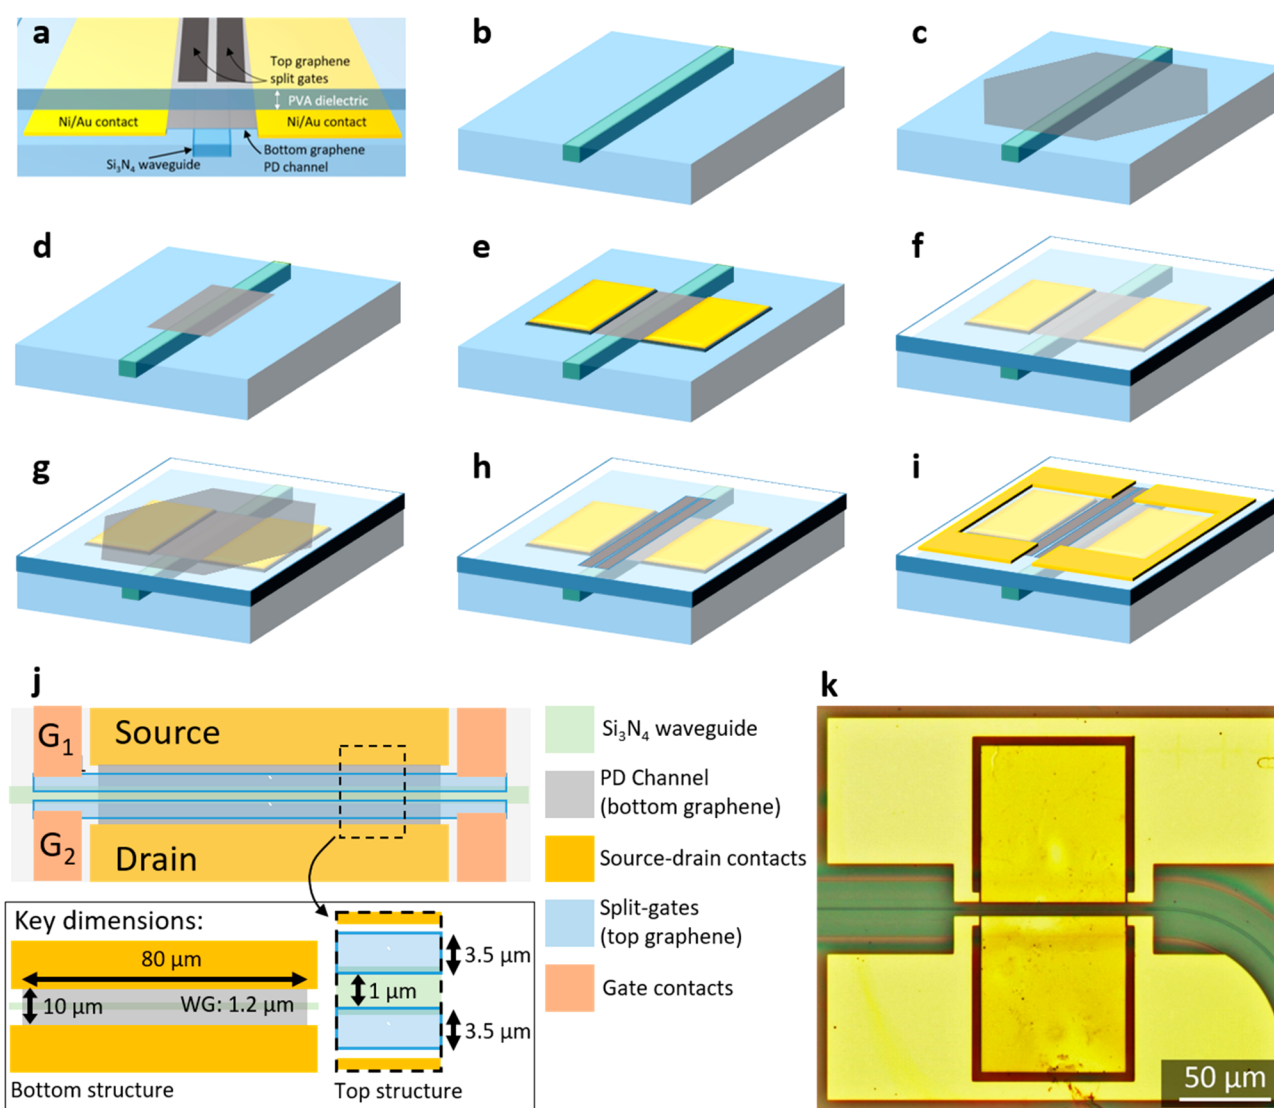 a
Top graphene
split gates
PVA dielectric
Ni/Au contact
Ni/Au contact
Si₃N₄ waveguide
Bottom graphene
PD channel
b
c
d
e
f
g
h
i
j
G₁
Source
G₂
Drain
Si₃N₄ waveguide
PD Channel
(bottom graphene)
Source-drain contacts
Split-gates
(top graphene)
Gate contacts
Key dimensions:
80 µm
10 µm
WG: 1.2 µm
Bottom structure
3.5 µm
1 µm
3.5 µm
Top structure
k
50 µm